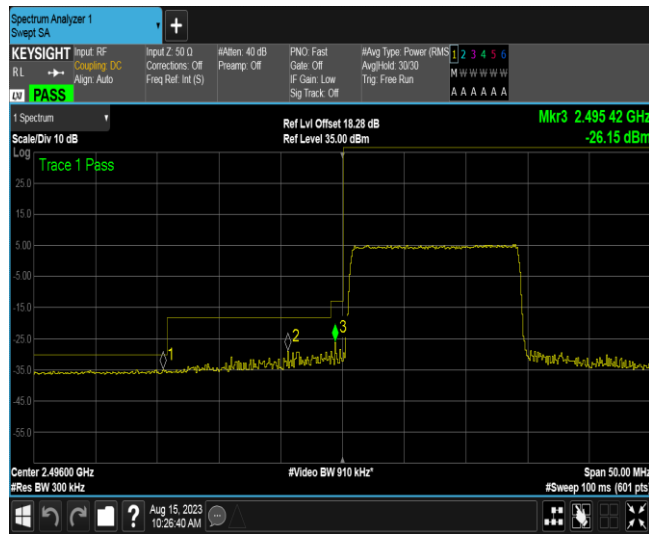 Spectrum Analyzer 1
Swept SA
+
KEYSIGHT
RL
LXI
PASS
Input: RF
Coupling: DC
Align: Auto
Input Z: 50 Ω
Corrections: Off
Freq Ref: Int (S)
#Atten: 40 dB
Preamp: Off
PNO: Fast
Gate: Off
IF Gain: Low
Sig Track: Off
#Avg Type: Power (RMS
Avg|Hold: 30/30
Trig: Free Run
1 2 3 4 5 6
M W W W W W
A A A A A A
1 Spectrum
Scale/Div 10 dB
Ref Lvl Offset 18.28 dB
Ref Level 35.00 dBm
Mkr3 2.495 42 GHz
-26.15 dBm
Log
Trace 1 Pass
25.0
15.0
5.00
-5.00
-15.0
-25.0
-35.0
-45.0
-55.0
1
2
3
Center 2.49600 GHz
#Video BW 910 kHz*
Span 50.00 MHz
#Res BW 300 kHz
#Sweep 100 ms (601 pts
?
Aug 15, 2023
10:26:40 AM